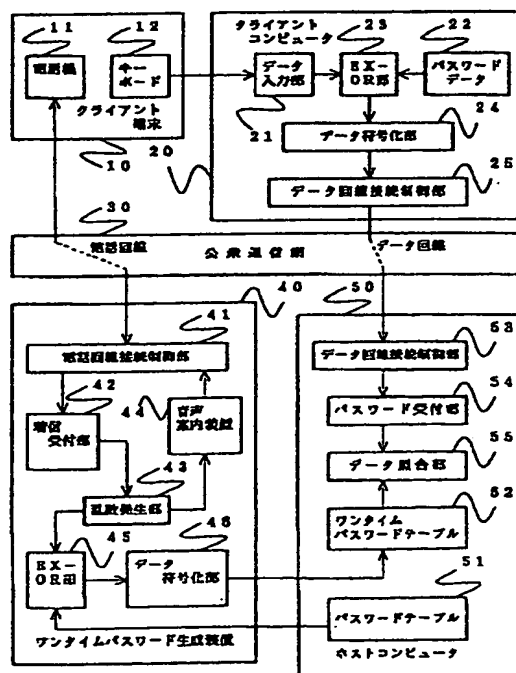 11
12
電話機
キー
ボード
クライアント
端末
10
クライアント
コンピュータ
23
22
データ
入力部
EX-
OR部
パスワード
データ
21
24
データ符号化部
20
25
データ回線接続制御部
30
電話回線
公衆通信網
データ回線
40
50
41
電話回線接続制御部
42
着信
受付部
44
音声
案内装置
43
乱数発生部
45
EX-
OR部
46
データ
符号化部
ワンタイムパスワード生成装置
53
データ回線接続制御部
54
パスワード受付部
55
データ照合部
52
ワンタイム
パスワードテーブル
51
パスワードテーブル
ホストコンピュータ